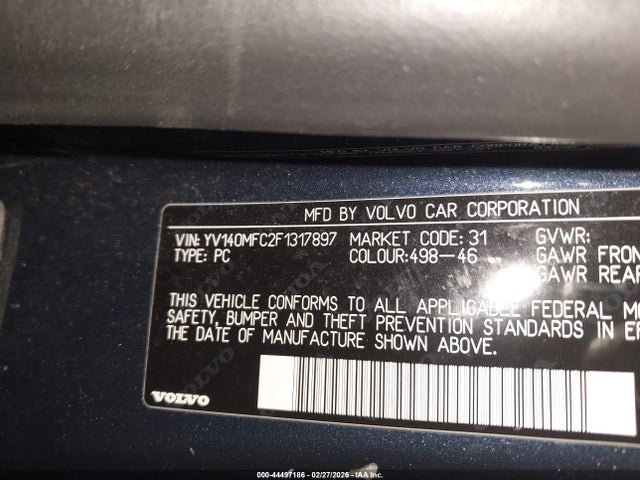 MFD BY VOLVO CAR CORPORATION
VIN: YV140MFC2F1317897 MARKET CODE: 31 GVWR:
TYPE: PC COLOUR:498-46 GAWR FRON
GAWR REAR
THIS VEHICLE CONFORMS TO ALL APPLICABLE FEDERAL MO
SAFETY, BUMPER AND THEFT PREVENTION STANDARDS IN EF
THE DATE OF MANUFACTURE SHOWN ABOVE.
VOLVO
000-44497186 - 02/27/2026 - IAA Inc.